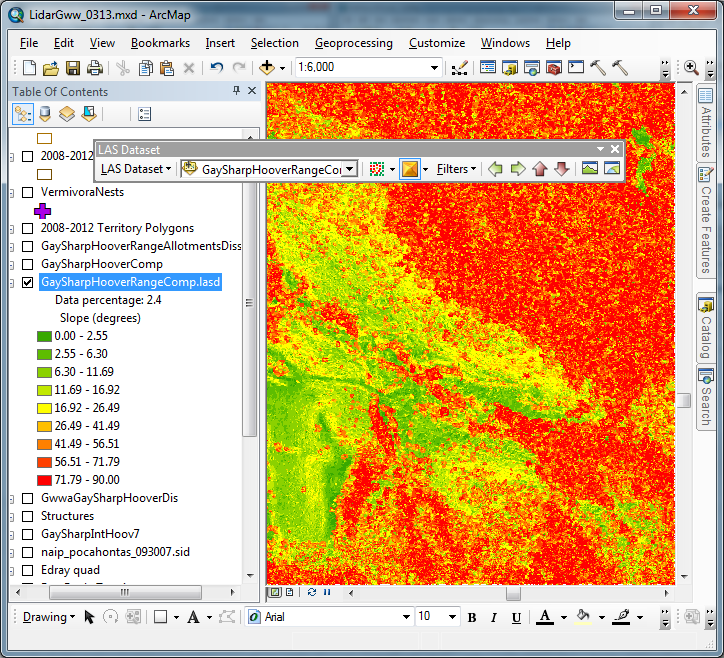 LidarGww_0313.mxd - ArcMap
File Edit View Bookmarks Insert Selection Geoprocessing Customize Windows Help
1:6,000
Table Of Contents
LAS Dataset
2008-2012
LAS Dataset GaySharpHooverRangeCo Filters
VermivoraNests
2008-2012 Territory Polygons
GaySharpHooverRangeAllotmentsDiss
GaySharpHooverComp
GaySharpHooverRangeComp.lasd
Data percentage: 2.4
Slope (degrees)
0.00 - 2.55
2.55 - 6.30
6.30 - 11.69
11.69 - 16.92
16.92 - 26.49
26.49 - 41.49
41.49 - 56.51
56.51 - 71.79
71.79 - 90.00
GwwaGaySharpHooverDis
Structures
GaySharpIntHoov7
naip_pocahontas_093007.sid
Edray quad
Attributes
Create Features
Catalog
Search
Drawing A Arial 10 B I U A